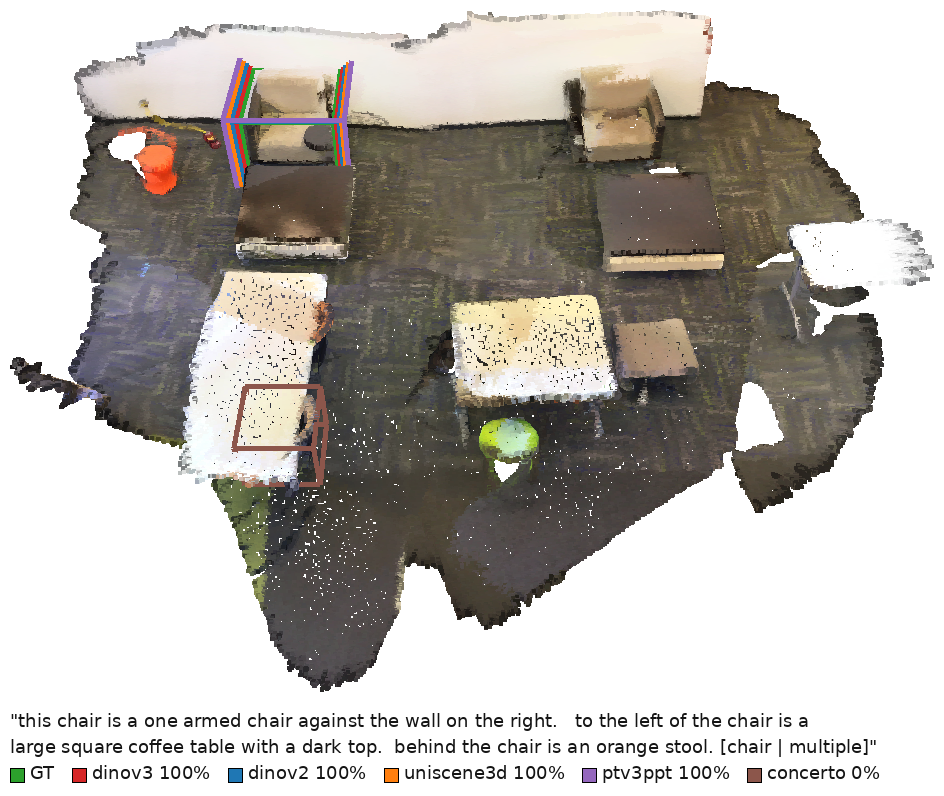 "this chair is a one armed chair against the wall on the right.   to the left of the chair is a
large square coffee table with a dark top.  behind the chair is an orange stool. [chair | multiple]"
GT dinov3 100% dinov2 100% uniscene3d 100% ptv3ppt 100% concerto 0%